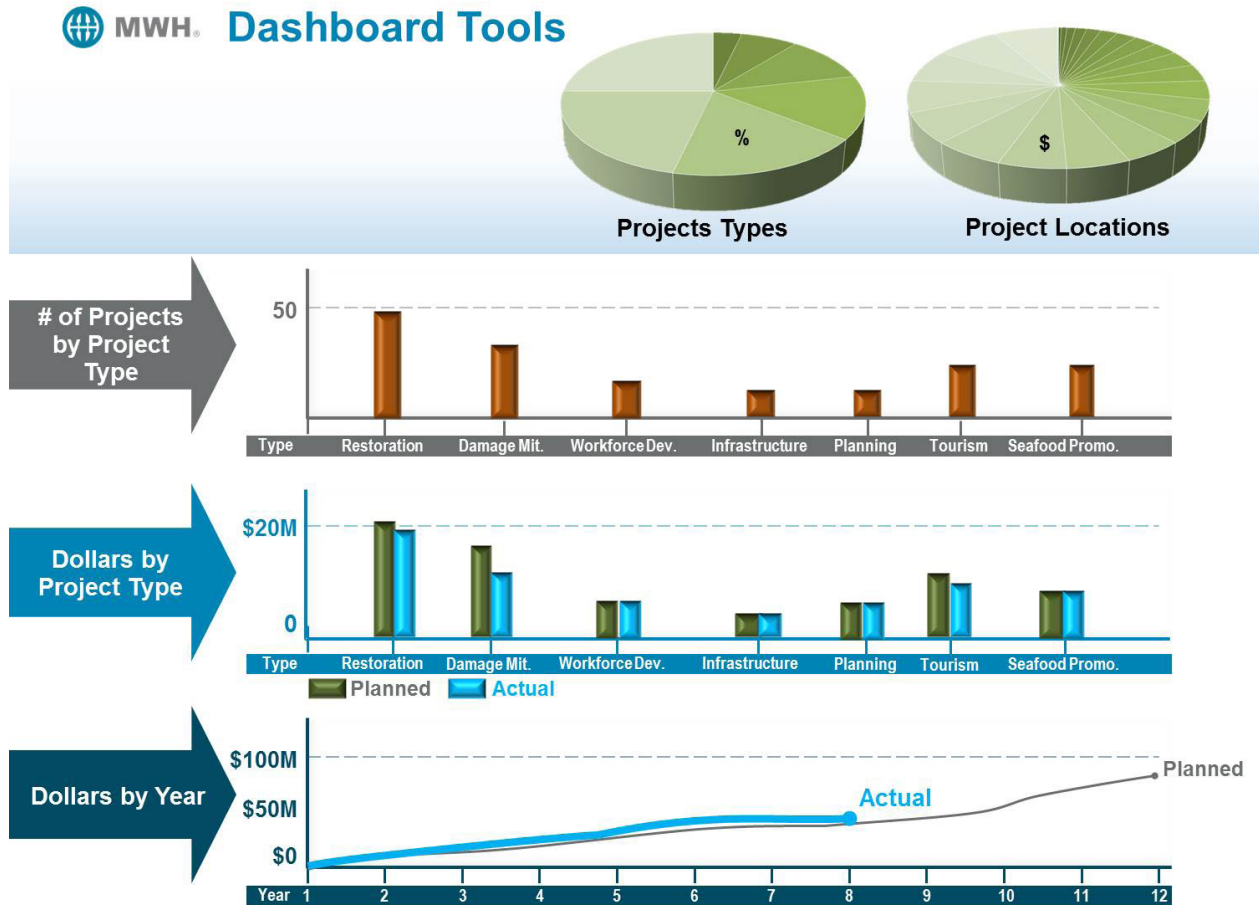 MWH® Dashboard Tools
%
$
Projects Types
Project Locations
# of Projects
by Project
Type
50
Type Restoration Damage Mit. Workforce Dev. Infrastructure Planning Tourism Seafood Promo.
Dollars by
Project Type
$20M
0
Type Restoration Damage Mit. Workforce Dev. Infrastructure Planning Tourism Seafood Promo.
Planned Actual
Dollars by Year
$100M
$50M
$0
Planned
Actual
Year 1 2 3 4 5 6 7 8 9 10 11 12